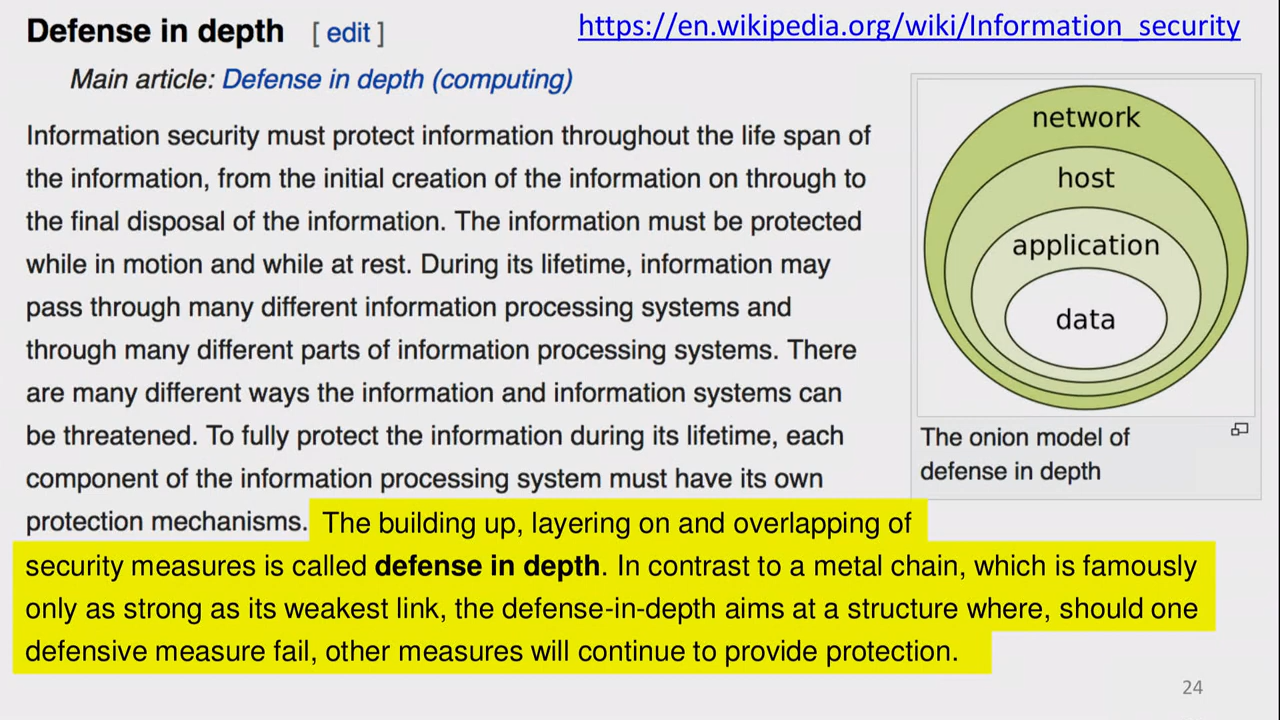 Defense in depth [ edit ]
https://en.wikipedia.org/wiki/Information_security
Main article: Defense in depth (computing)
Information security must protect information throughout the life span of
the information, from the initial creation of the information on through to
the final disposal of the information. The information must be protected
while in motion and while at rest. During its lifetime, information may
pass through many different information processing systems and
through many different parts of information processing systems. There
are many different ways the information and information systems can
be threatened. To fully protect the information during its lifetime, each
component of the information processing system must have its own
protection mechanisms. The building up, layering on and overlapping of
security measures is called defense in depth. In contrast to a metal chain, which is famously
only as strong as its weakest link, the defense-in-depth aims at a structure where, should one
defensive measure fail, other measures will continue to provide protection.
network
host
application
data
The onion model of
defense in depth
24